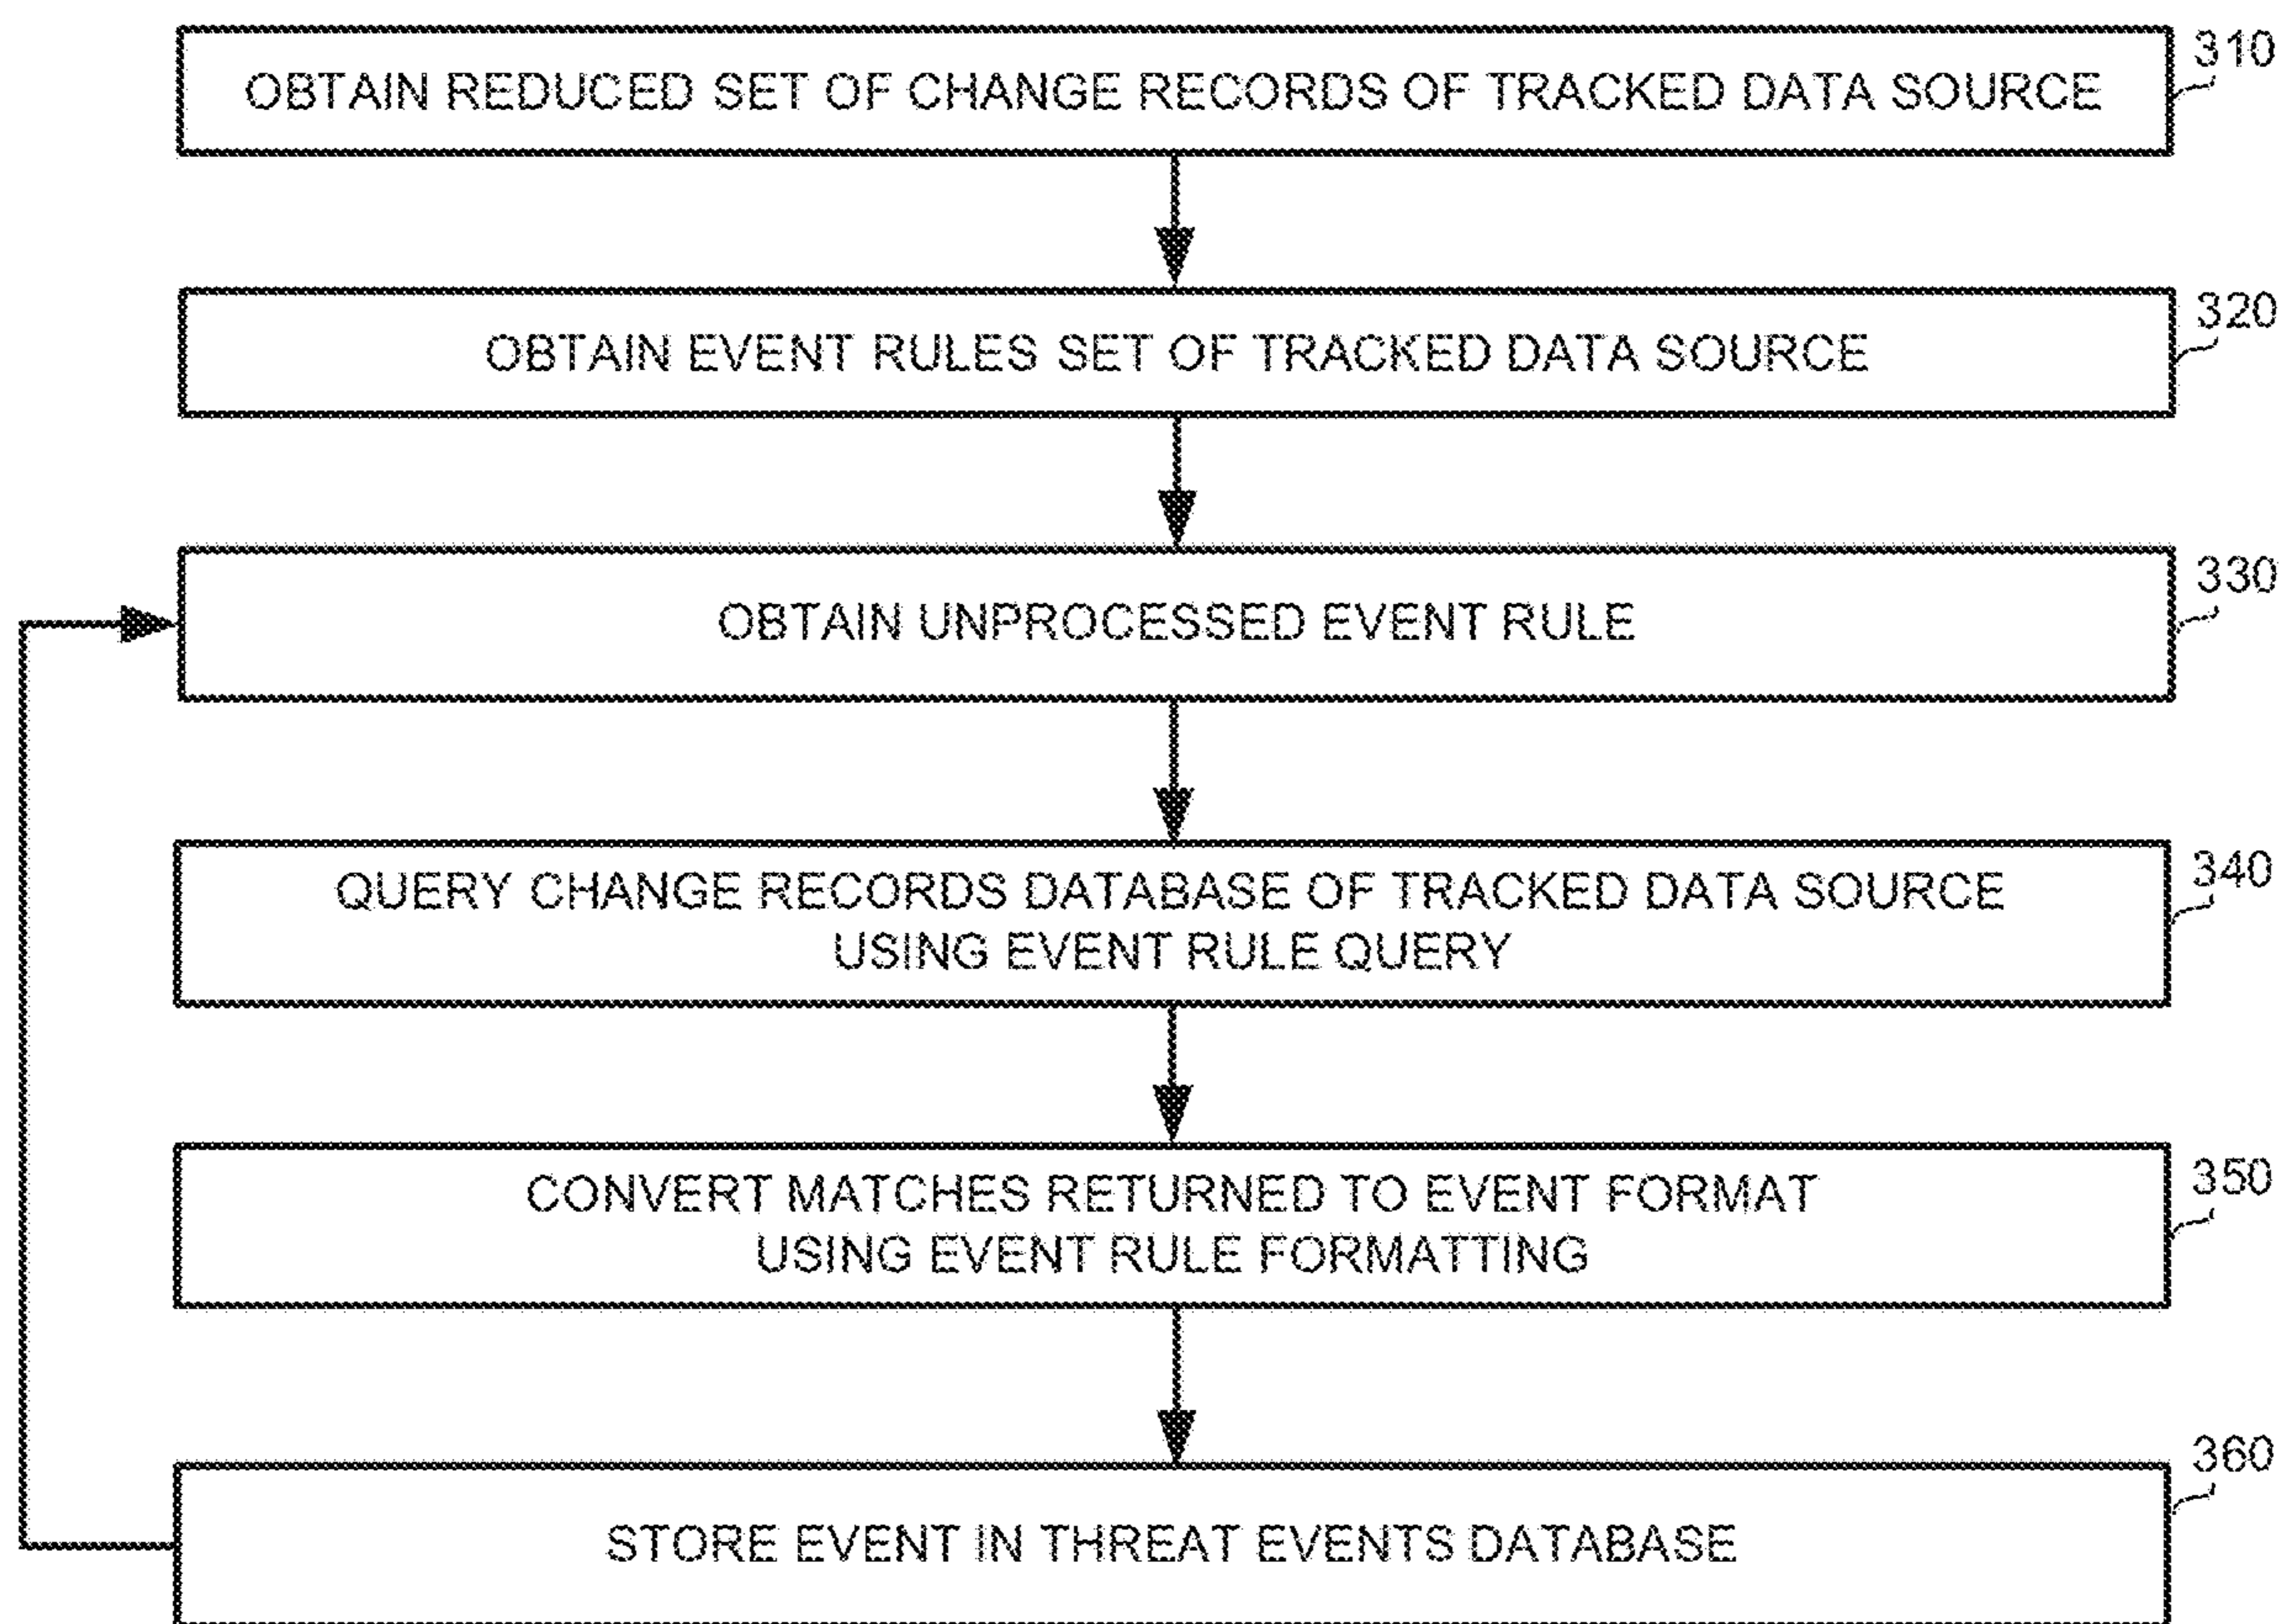 310
OBTAIN REDUCED SET OF CHANGE RECORDS OF TRACKED DATA SOURCE
320
OBTAIN EVENT RULES SET OF TRACKED DATA SOURCE
330
OBTAIN UNPROCESSED EVENT RULE
340
QUERY CHANGE RECORDS DATABASE OF TRACKED DATA SOURCE
USING EVENT RULE QUERY
350
CONVERT MATCHES RETURNED TO EVENT FORMAT
USING EVENT RULE FORMATTING
360
STORE EVENT IN THREAT EVENTS DATABASE